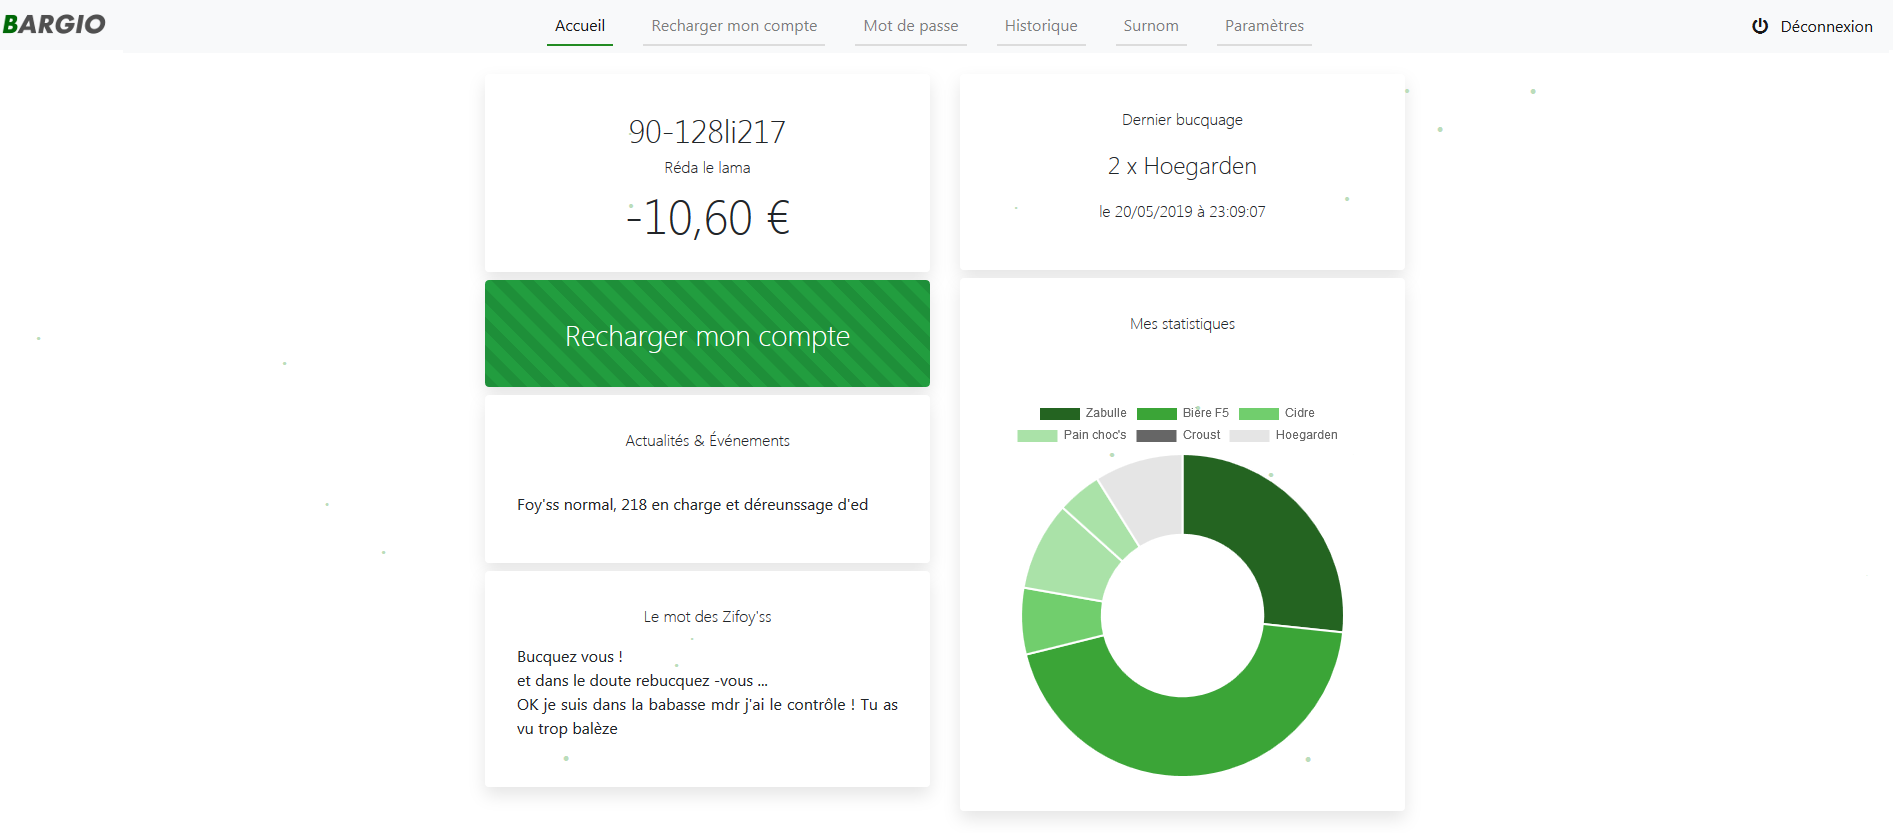 BARGIO
Accueil
Recharger mon compte
Mot de passe
Historique
Surnom
Paramètres
Déconnexion
90-128li217
Réda le lama
-10,60 €
Recharger mon compte
Actualités & Événements
Foy'ss normal, 218 en charge et déreunssage d'ed
Le mot des Zifoy'ss
Bucquez vous !
et dans le doute rebucquez -vous ...
OK je suis dans la babasse mdr j'ai le contrôle ! Tu as
vu trop balèze
Dernier bucquage
2 x Hoegarden
le 20/05/2019 à 23:09:07
Mes statistiques
Zabulle
Bière F5
Cidre
Pain choc's
Croust
Hoegarden